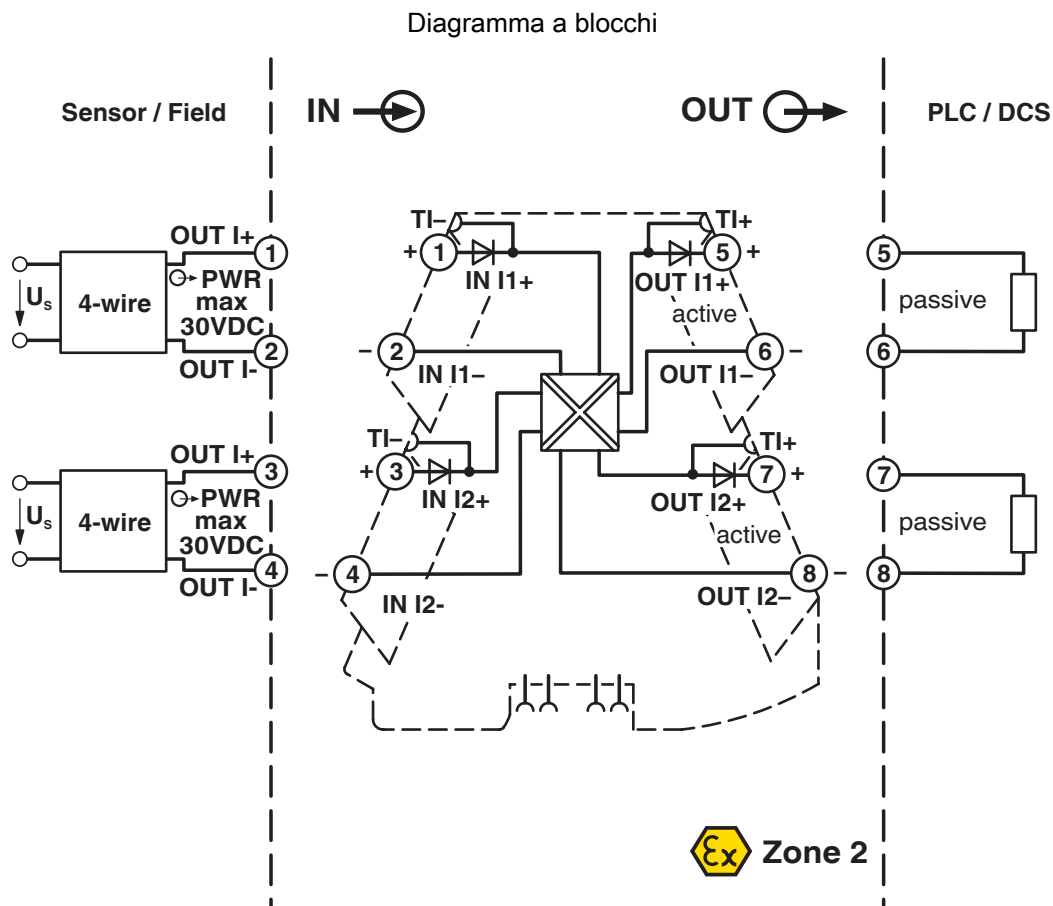 Diagramma a blocchi
Sensor / Field
IN
OUT
PLC / DCS
OUT I+
1
PWR
max
30VDC
4-wire
Us
2
OUT I-
OUT I+
3
PWR
max
30VDC
4-wire
Us
4
OUT I-
TI–
+
1
IN I1+
–
2
IN I1–
TI–
+
3
IN I2+
–
4
IN I2-
TI+
5
+
OUT I1+
active
6
–
OUT I1–
TI+
7
+
OUT I2+
active
8
–
OUT I2–
5
passive
6
7
passive
8
Ex Zone 2